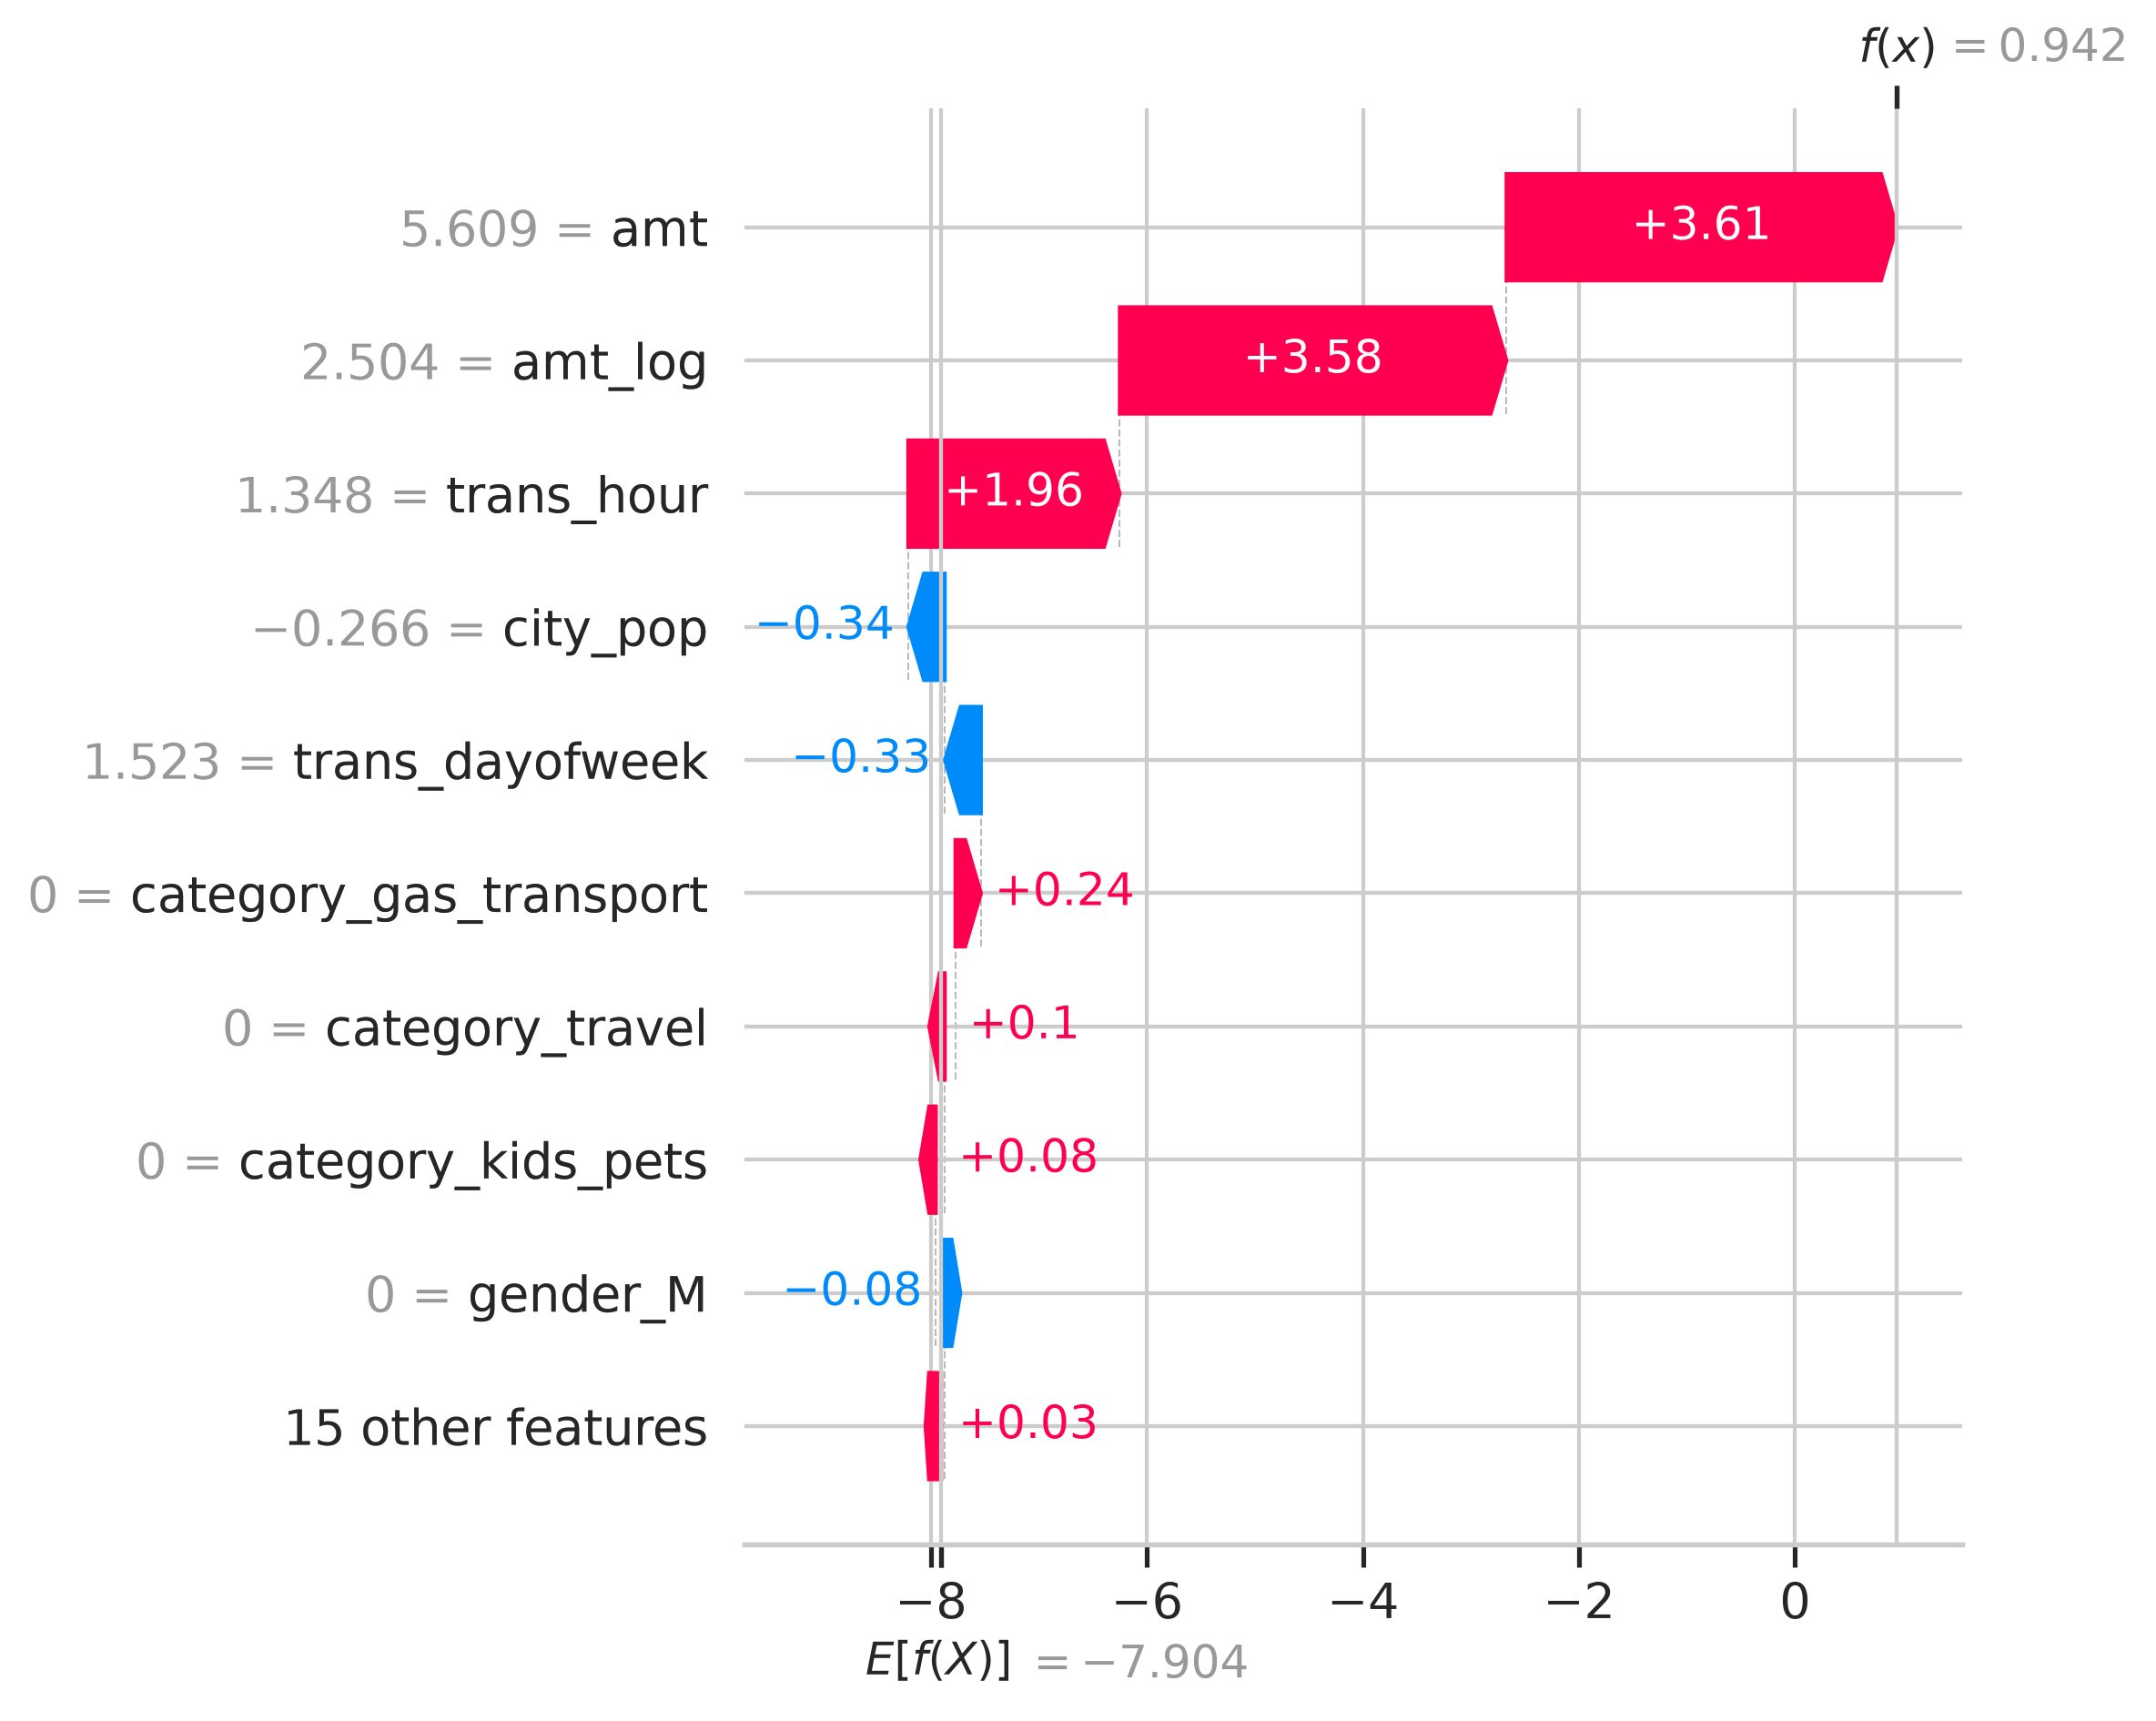 f(x) = 0.942
5.609 = amt
+3.61
2.504 = amt_log
+3.58
1.348 = trans_hour
+1.96
−0.266 = city_pop
−0.34
1.523 = trans_dayofweek
−0.33
0 = category_gas_transport
+0.24
0 = category_travel
+0.1
0 = category_kids_pets
+0.08
0 = gender_M
−0.08
15 other features
+0.03
−8 −6 −4 −2 0
E[f(X)] = −7.904